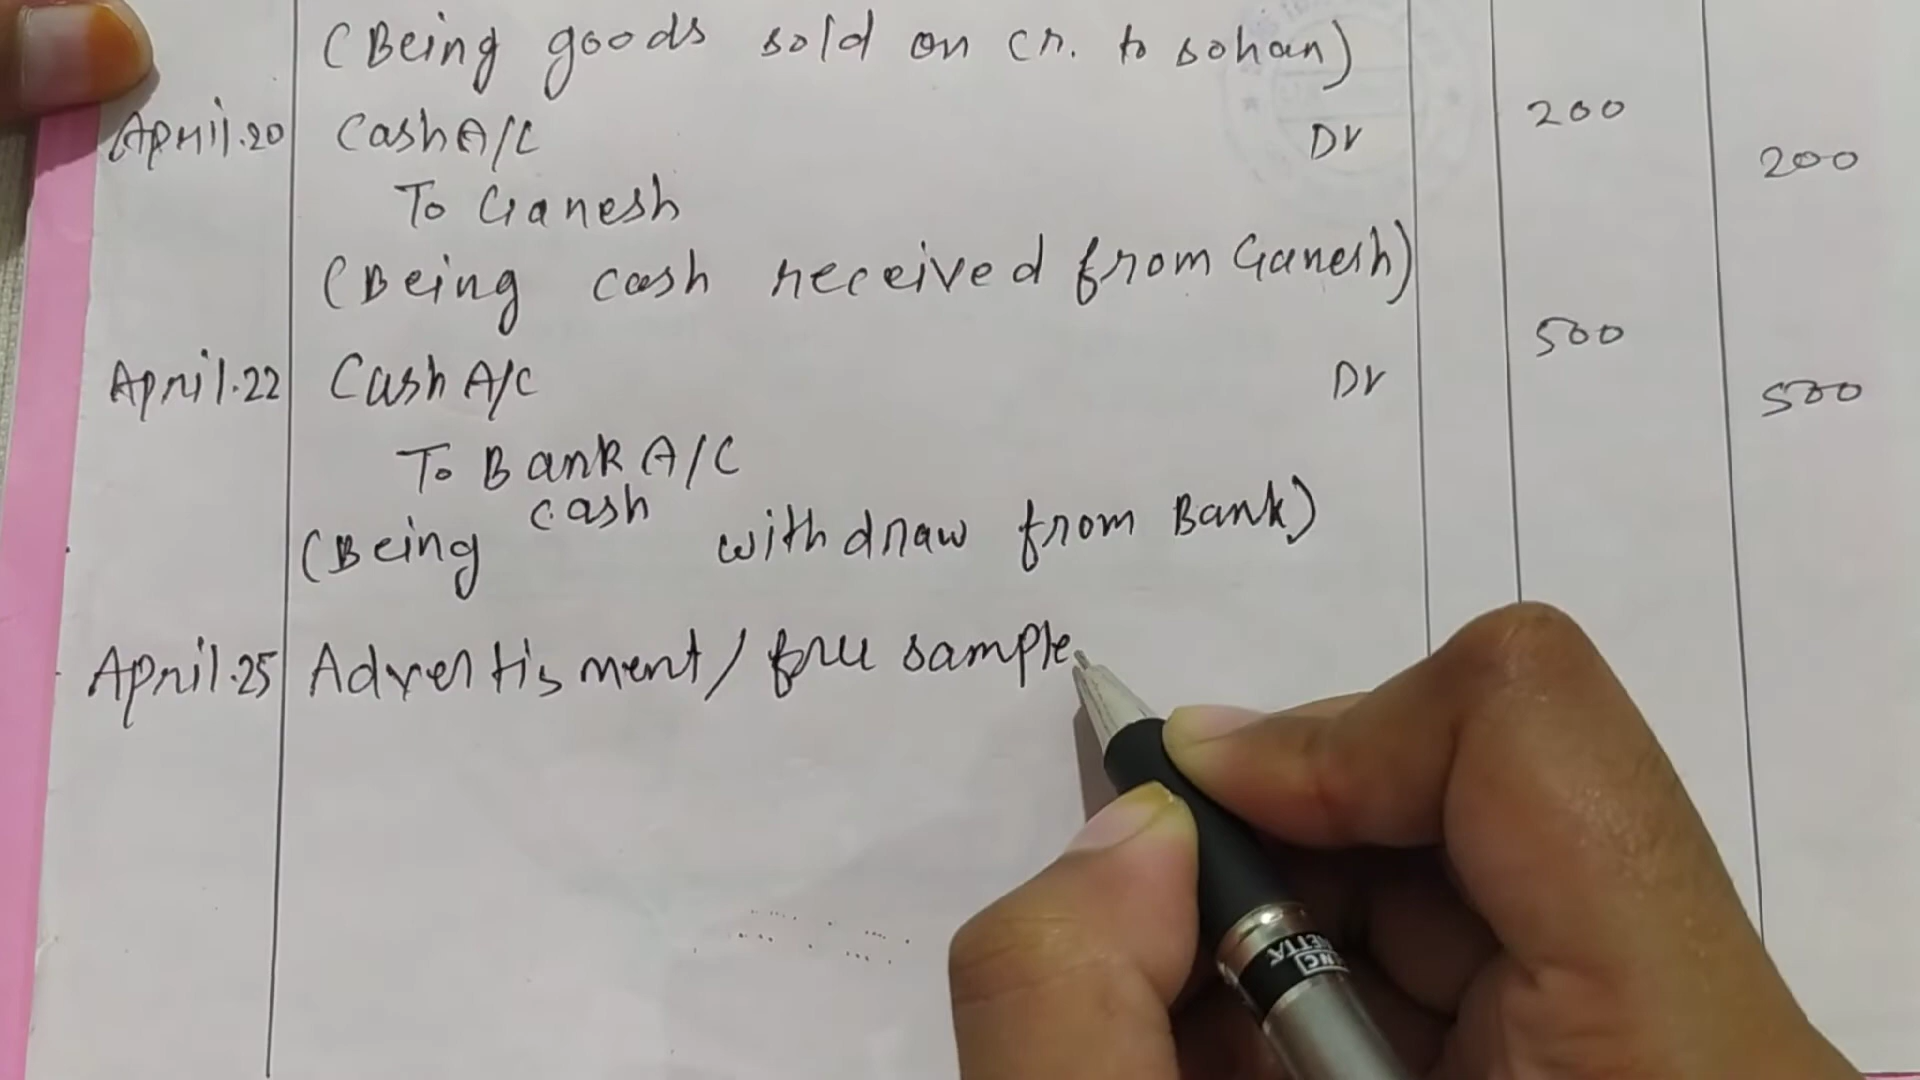 (Being goods sold on cr. to sohan)
April.20 Cash A/C Dr 200
To Ganesh 200
(Being cash received from Ganesh)
April.22 Cash A/C Dr 500
To Bank A/C 500
(Being cash withdraw from Bank)
April.25 Advertisment/free sample